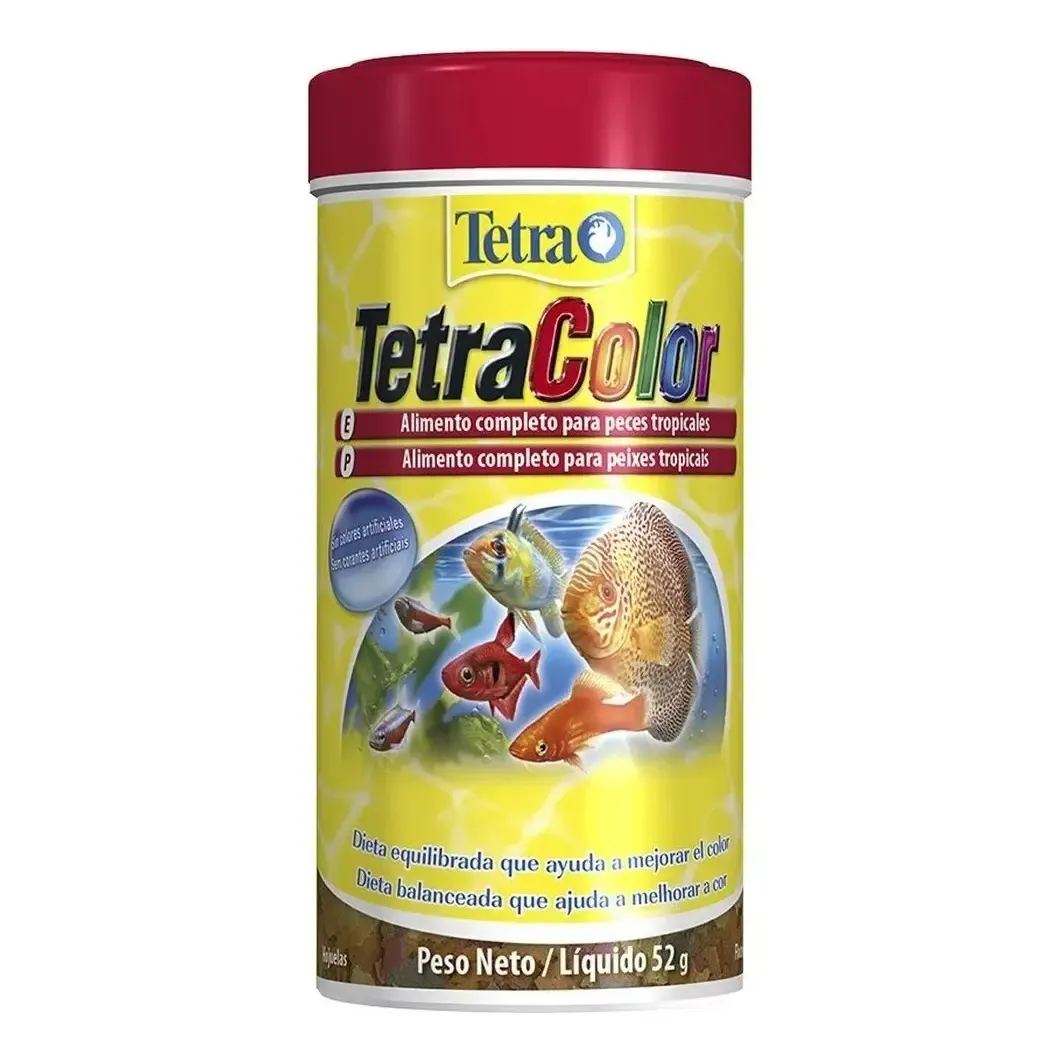 Tetra
TetraColor
E Alimento completo para peces tropicales
P Alimento completo para peixes tropicais
Sin colores artificiales
Sem corantes artificiais
Dieta equilibrada que ayuda a mejorar el color
Dieta balanceada que ajuda a melhorar a cor
Hojuelas
Peso Neto / Líquido 52 g